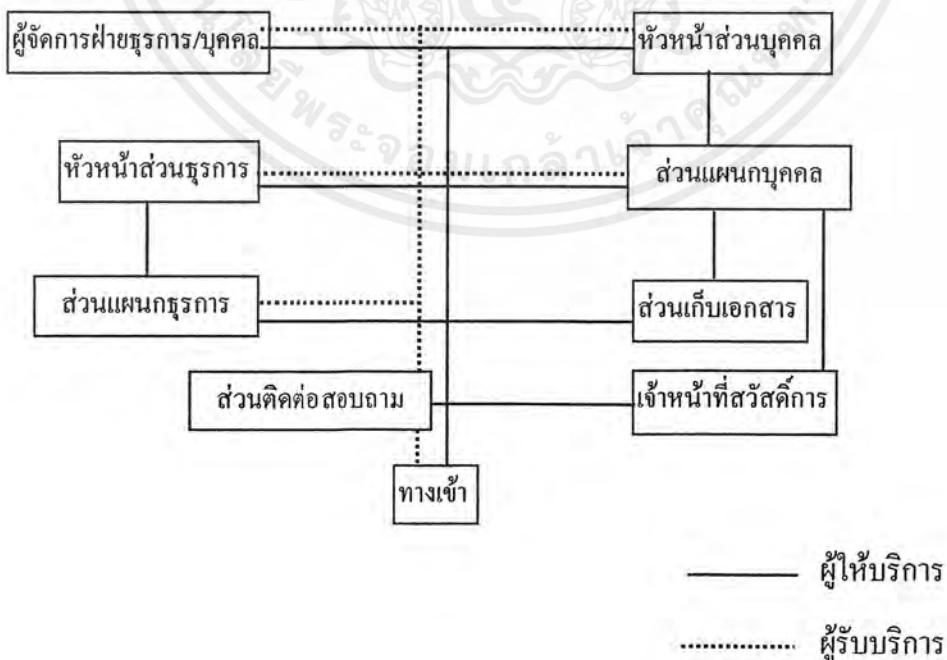 ผู้จัดการฝ่ายธุรการ/บุคคล
หัวหน้าส่วนบุคคล
หัวหน้าส่วนธุรการ
ส่วนแผนกบุคคล
ส่วนแผนกธุรการ
ส่วนเก็บเอกสาร
ส่วนติดต่อสอบถาม
เจ้าหน้าที่สวัสดิ์การ
ทางเข้า
ผู้ให้บริการ
ผู้รับบริการ